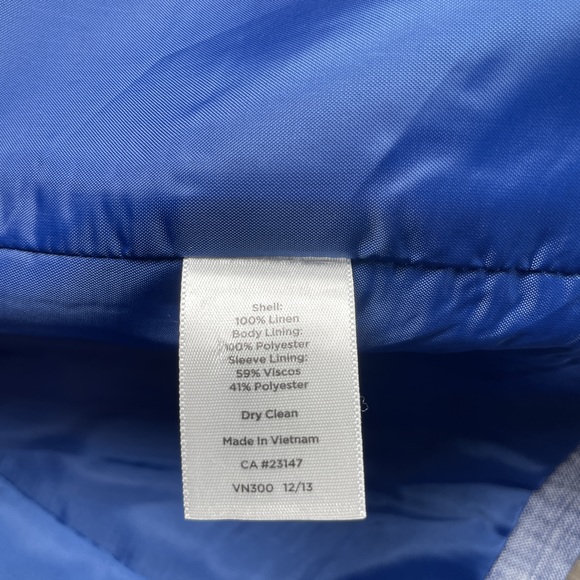 Shell:
100% Linen
Body Lining:
100% Polyester
Sleeve Lining:
59% Viscos
41% Polyester
Dry Clean
Made In Vietnam
CA #23147
VN300 12/13